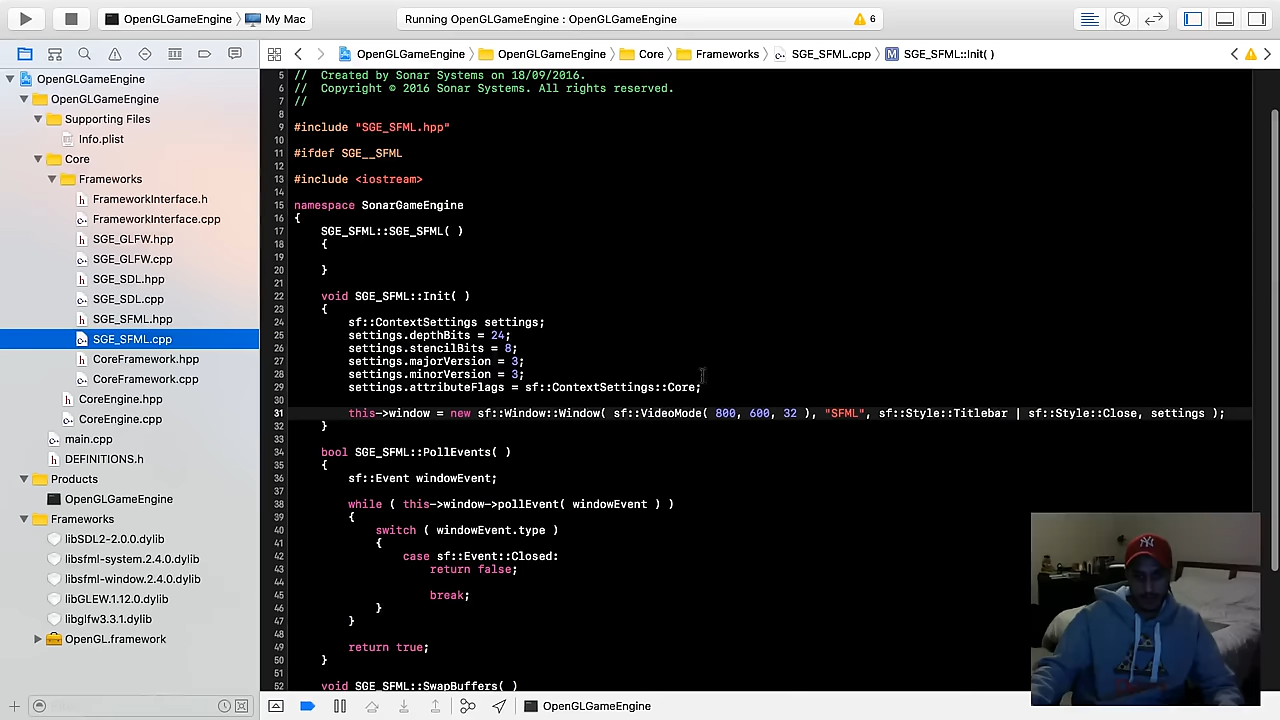 OpenGLGameEngine 〉 My Mac
Running OpenGLGameEngine : OpenGLGameEngine
6
OpenGLGameEngine 〉 OpenGLGameEngine 〉 Core 〉 Frameworks 〉 SGE_SFML.cpp 〉 M SGE_SFML::Init( )
OpenGLGameEngine
OpenGLGameEngine
Supporting Files
Info.plist
Core
Frameworks
FrameworkInterface.h
FrameworkInterface.cpp
SGE_GLFW.hpp
SGE_GLFW.cpp
SGE_SDL.hpp
SGE_SDL.cpp
SGE_SFML.hpp
SGE_SFML.cpp
CoreFramework.hpp
CoreFramework.cpp
CoreEngine.hpp
CoreEngine.cpp
main.cpp
DEFINITIONS.h
Products
OpenGLGameEngine
Frameworks
libSDL2-2.0.0.dylib
libsfml-system.2.4.0.dylib
libsfml-window.2.4.0.dylib
libGLEW.1.12.0.dylib
libglfw3.3.1.dylib
OpenGL.framework
5 //  Created by Sonar Systems on 18/09/2016.
6 //  Copyright © 2016 Sonar Systems. All rights reserved.
7 //
8
9 #include "SGE_SFML.hpp"
10
11 #ifdef SGE__SFML
12
13 #include <iostream>
14
15 namespace SonarGameEngine
16 {
17     SGE_SFML::SGE_SFML( )
18     {
19
20     }
21
22     void SGE_SFML::Init( )
23     {
24         sf::ContextSettings settings;
25         settings.depthBits = 24;
26         settings.stencilBits = 8;
27         settings.majorVersion = 3;
28         settings.minorVersion = 3;
29         settings.attributeFlags = sf::ContextSettings::Core;
30
31         this->window = new sf::Window::Window( sf::VideoMode( 800, 600, 32 ), "SFML", sf::Style::Titlebar | sf::Style::Close, settings );
32     }
33
34     bool SGE_SFML::PollEvents( )
35     {
36         sf::Event windowEvent;
37
38         while ( this->window->pollEvent( windowEvent ) )
39         {
40             switch ( windowEvent.type )
41             {
42                 case sf::Event::Closed:
43                     return false;
44
45                     break;
46             }
47         }
48
49         return true;
50     }
51
52     void SGE_SFML::SwapBuffers( )
OpenGLGameEngine